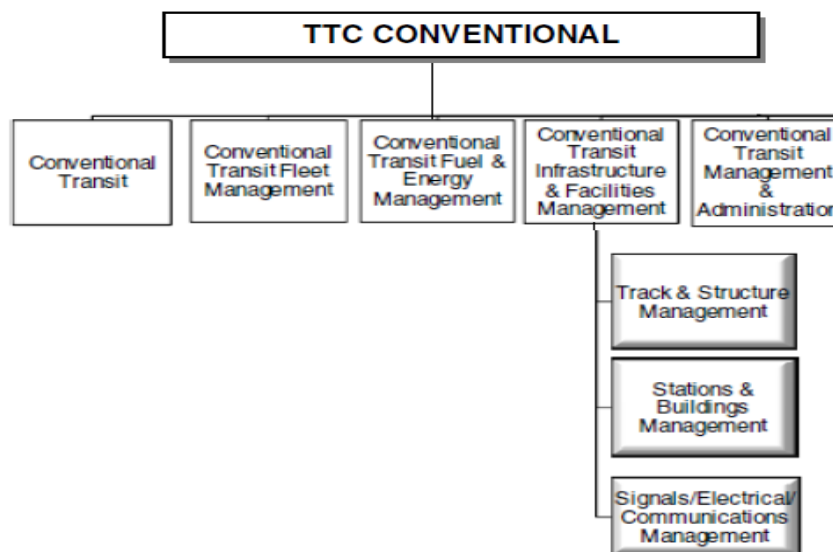 TTC CONVENTIONAL
Conventional
Transit
Conventional
Transit Fleet
Management
Conventional
Transit Fuel &
Energy
Management
Conventional
Transit
Infrastructure
& Facilities
Management
Conventional
Transit
Management
&
Administration
Track & Structure
Management
Stations &
Buildings
Management
Signals/Electrical/
Communications
Management